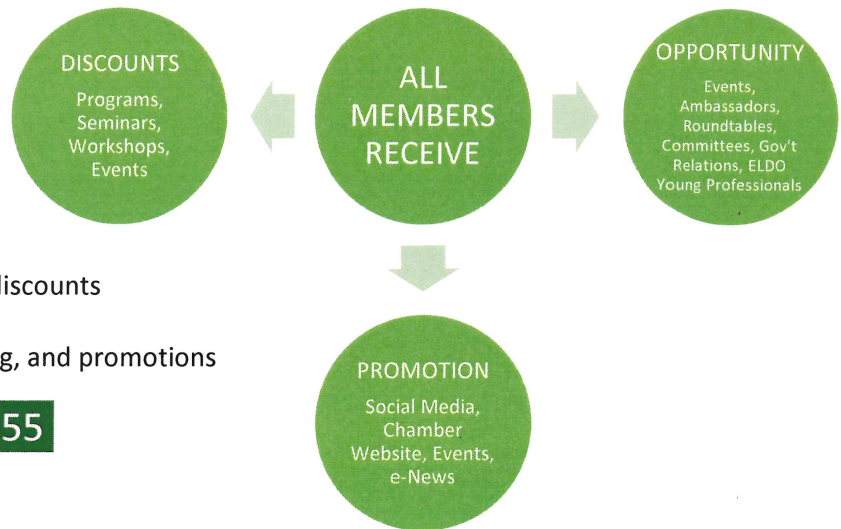 DISCOUNTS
Programs,
Seminars,
Workshops,
Events
ALL
MEMBERS
RECEIVE
OPPORTUNITY
Events,
Ambassadors,
Roundtables,
Committees, Gov't
Relations, ELDO
Young Professionals
discounts
g, and promotions
55
PROMOTION
Social Media,
Chamber
Website, Events,
e-News